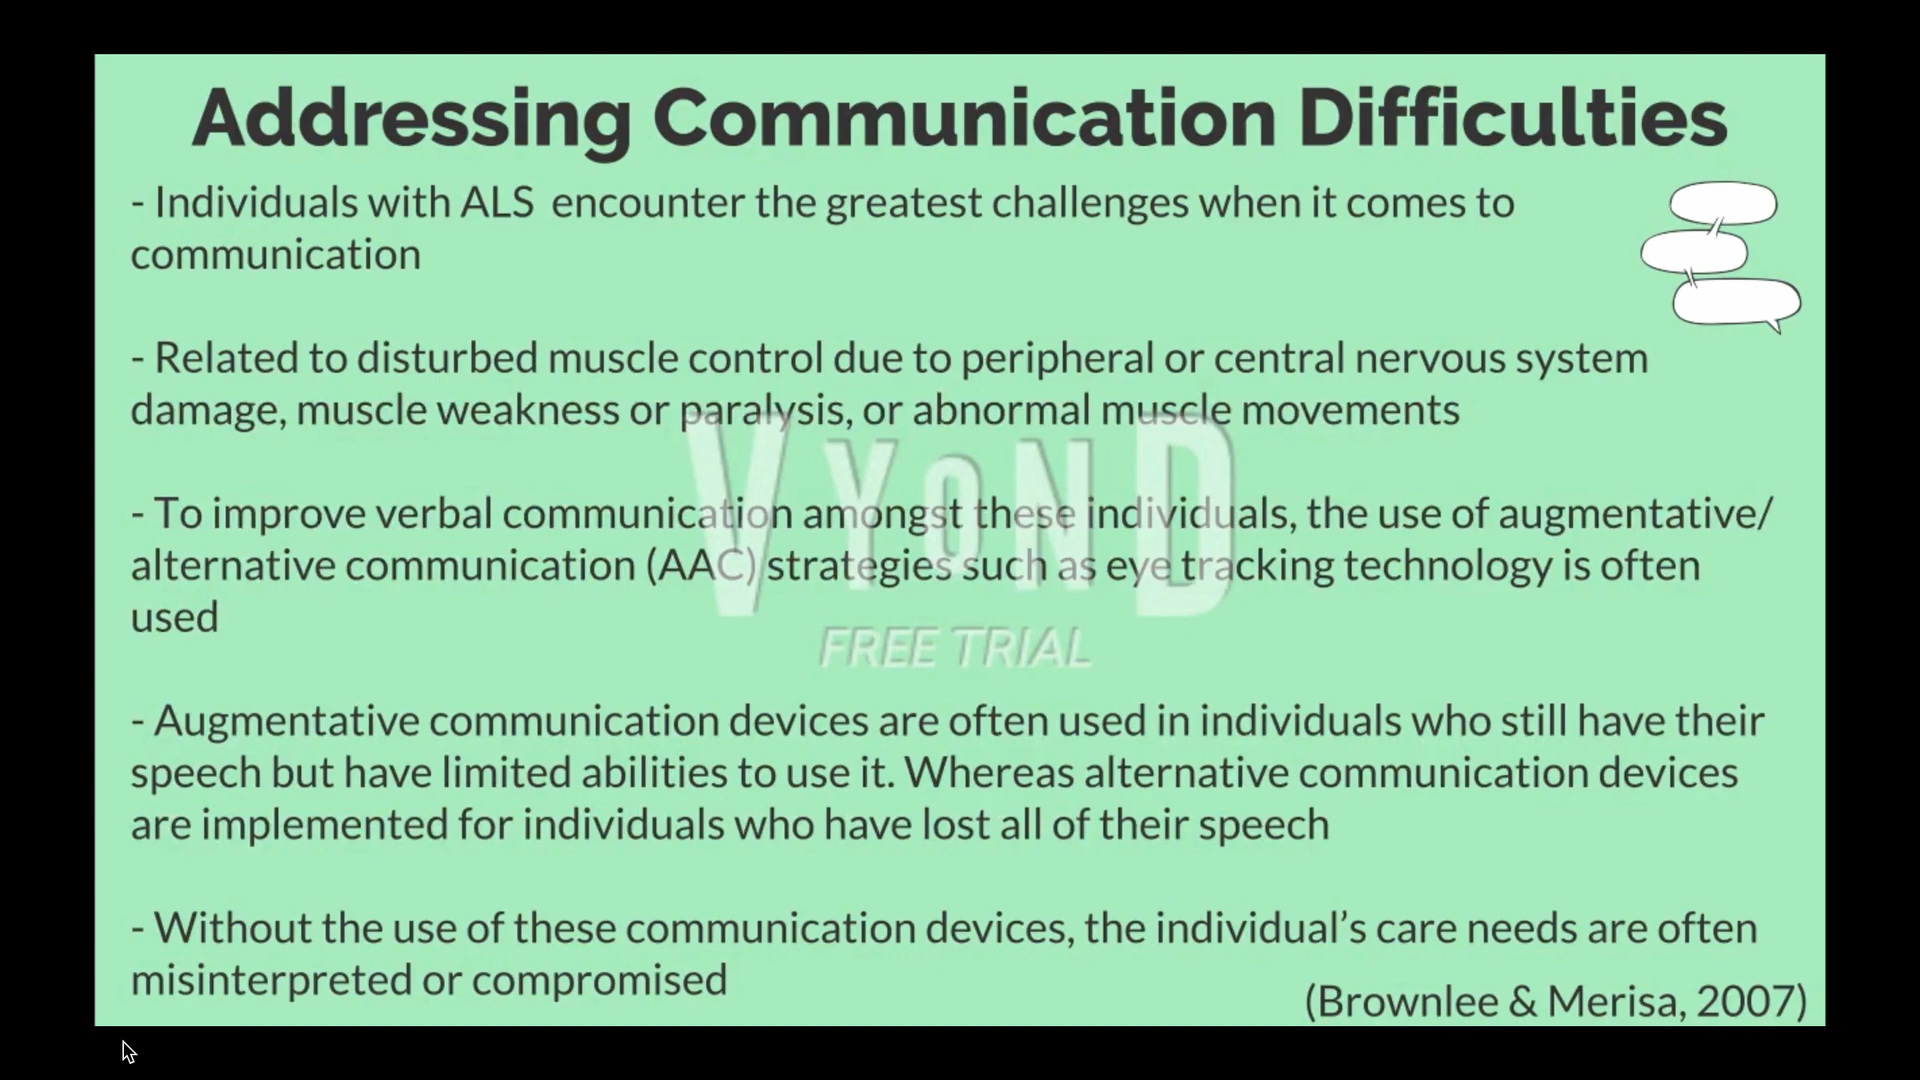 Addressing Communication Difficulties
- Individuals with ALS  encounter the greatest challenges when it comes to
communication
- Related to disturbed muscle control due to peripheral or central nervous system
damage, muscle weakness or paralysis, or abnormal muscle movements
- To improve verbal communication amongst these individuals, the use of augmentative/
alternative communication (AAC) strategies such as eye tracking technology is often
used
VYOND
FREE TRIAL
- Augmentative communication devices are often used in individuals who still have their
speech but have limited abilities to use it. Whereas alternative communication devices
are implemented for individuals who have lost all of their speech
- Without the use of these communication devices, the individual’s care needs are often
misinterpreted or compromised
(Brownlee & Merisa, 2007)